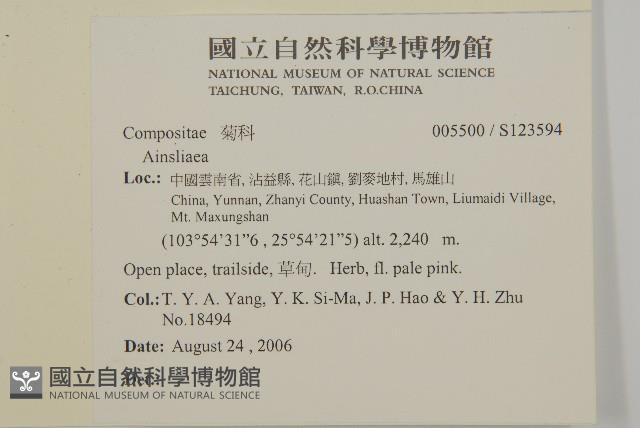 國立自然科學博物館
NATIONAL MUSEUM OF NATURAL SCIENCE
TAICHUNG, TAIWAN, R.O.CHINA
Compositae 菊科 005500 / S123594
Ainsliaea
Loc.: 中國雲南省, 沾益縣, 花山鎮, 劉麥地村, 馬雄山
China, Yunnan, Zhanyi County, Huashan Town, Liumaidi Village,
Mt. Maxungshan
(103°54'31”6 , 25°54'21”5) alt. 2,240 m.
Open place, trailside, 草甸. Herb, fl. pale pink.
Col.: T. Y. A. Yang, Y. K. Si-Ma, J. P. Hao & Y. H. Zhu
No.18494
Date: August 24 , 2006
Det.:
國立自然科學博物館
NATIONAL MUSEUM OF NATURAL SCIENCE